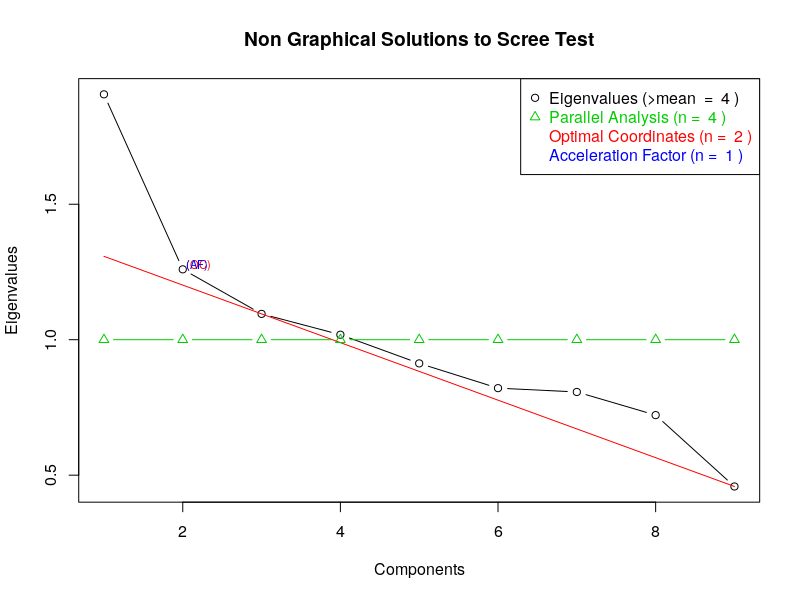 Non Graphical Solutions to Scree Test
Eigenvalues (>mean = 4 )
Parallel Analysis (n = 4 )
Optimal Coordinates (n = 2 )
Acceleration Factor (n = 1 )
Eigenvalues
1.5
1.0
0.5
(AF)
2
4
6
8
Components